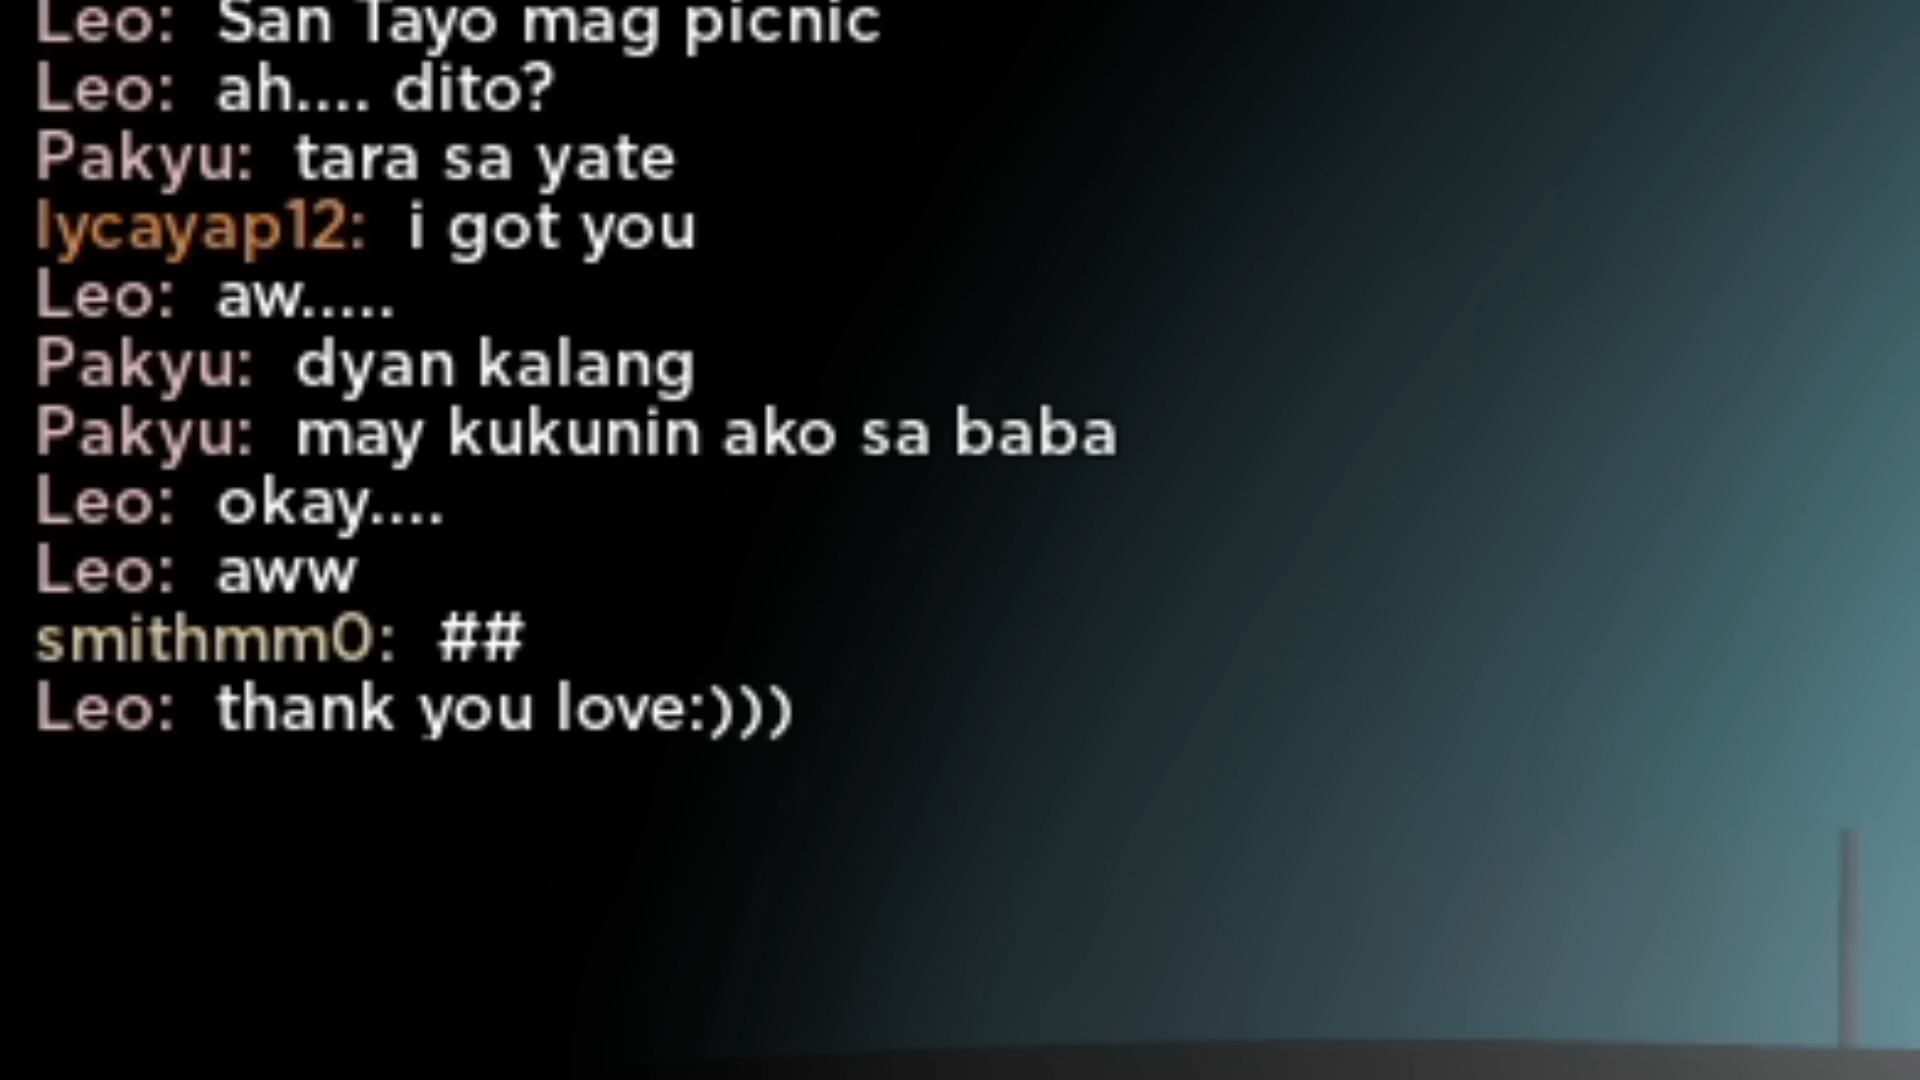 Leo: San Tayo mag picnic
Leo: ah.... dito?
Pakyu: tara sa yate
lycayap12: i got you
Leo: aw.....
Pakyu: dyan kalang
Pakyu: may kukunin ako sa baba
Leo: okay....
Leo: aww
smithmm0: ##
Leo: thank you love:)))